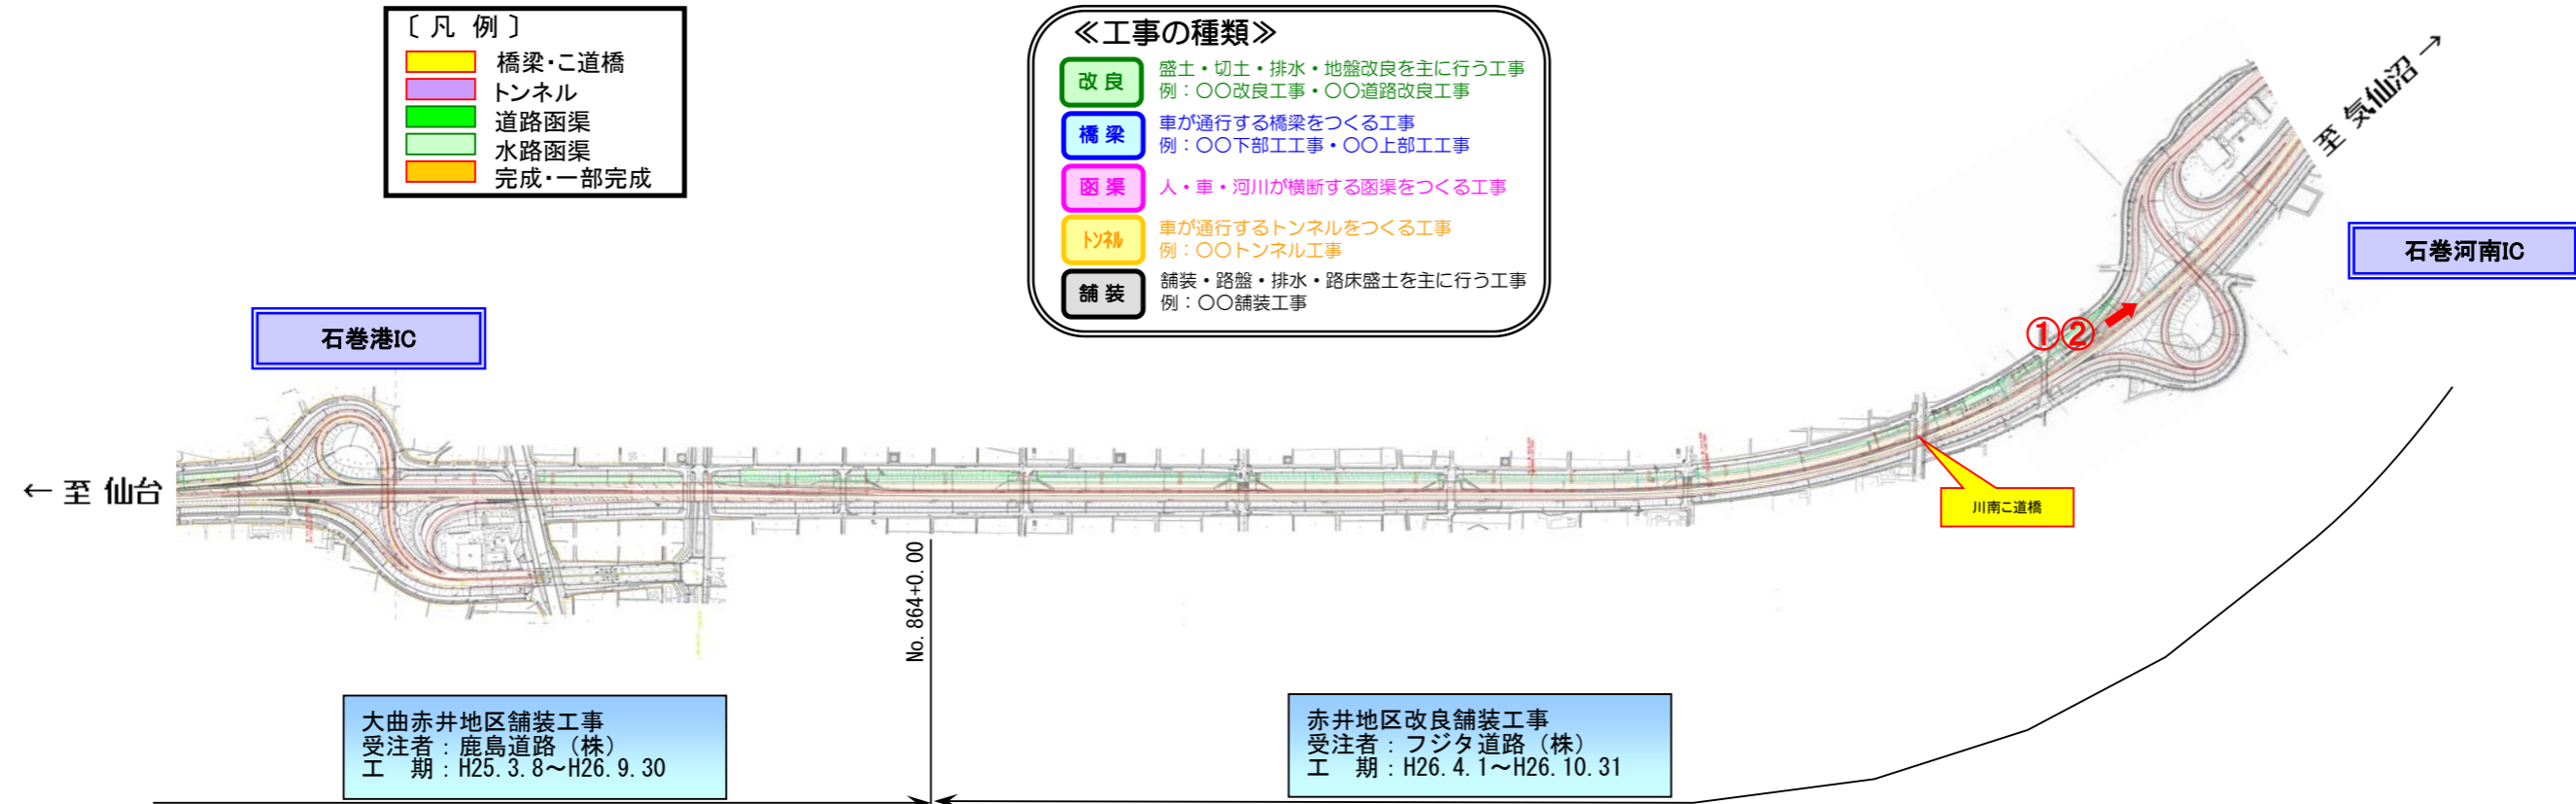 〔 凡 例 〕
橋梁・こ道橋
トンネル
道路函渠
水路函渠
完成・一部完成
≪工事の種類≫
改良
盛土・切土・排水・地盤改良を主に行う工事
例：〇〇改良工事・〇〇道路改良工事
橋梁
車が通行する橋梁をつくる工事
例：〇〇下部工工事・〇〇上部工工事
函渠
人・車・河川が横断する函渠をつくる工事
トンネル
車が通行するトンネルをつくる工事
例：〇〇トンネル工事
舗装
舗装・路盤・排水・路床盛土を主に行う工事
例：〇〇舗装工事
至 気仙沼 →
石巻河南IC
石巻港IC
①②
← 至 仙台
川南こ道橋
No.864+0.00
大曲赤井地区舗装工事
受注者：鹿島道路（株）
工　期：H25.3.8～H26.9.30
赤井地区改良舗装工事
受注者：フジタ道路（株）
工　期：H26.4.1～H26.10.31